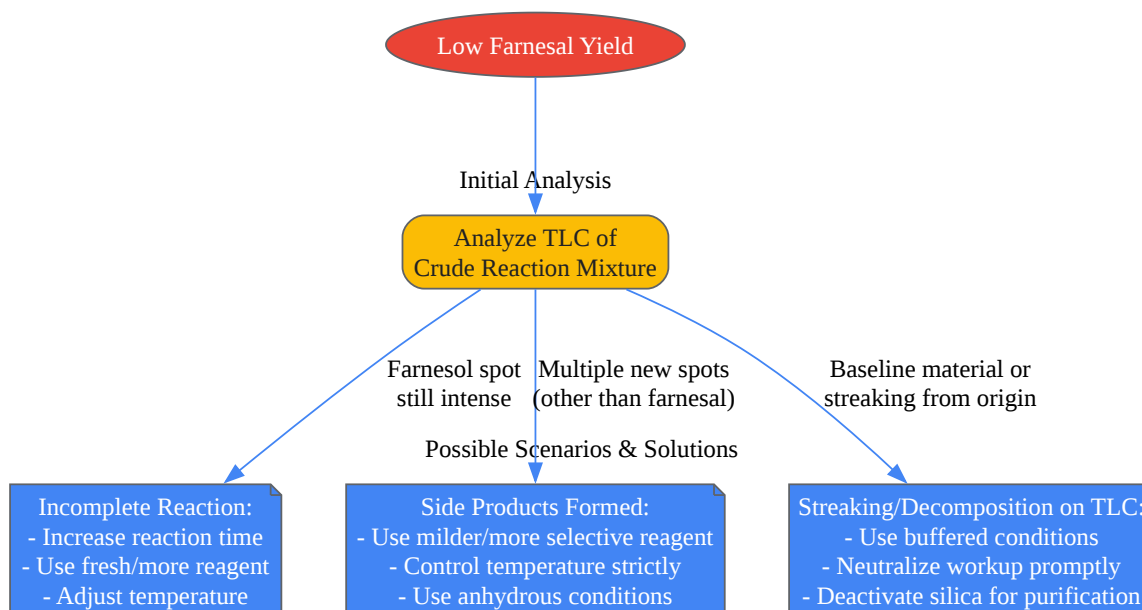 Low Farnesal Yield
Initial Analysis
Analyze TLC of
Crude Reaction Mixture
Farnesol spot
still intense
Multiple new spots
(other than farnesal)
Baseline material or
streaking from origin
Possible Scenarios & Solutions
Incomplete Reaction:
- Increase reaction time
- Use fresh/more reagent
- Adjust temperature
Side Products Formed:
- Use milder/more selective reagent
- Control temperature strictly
- Use anhydrous conditions
Streaking/Decomposition on TLC:
- Use buffered conditions
- Neutralize workup promptly
- Deactivate silica for purification